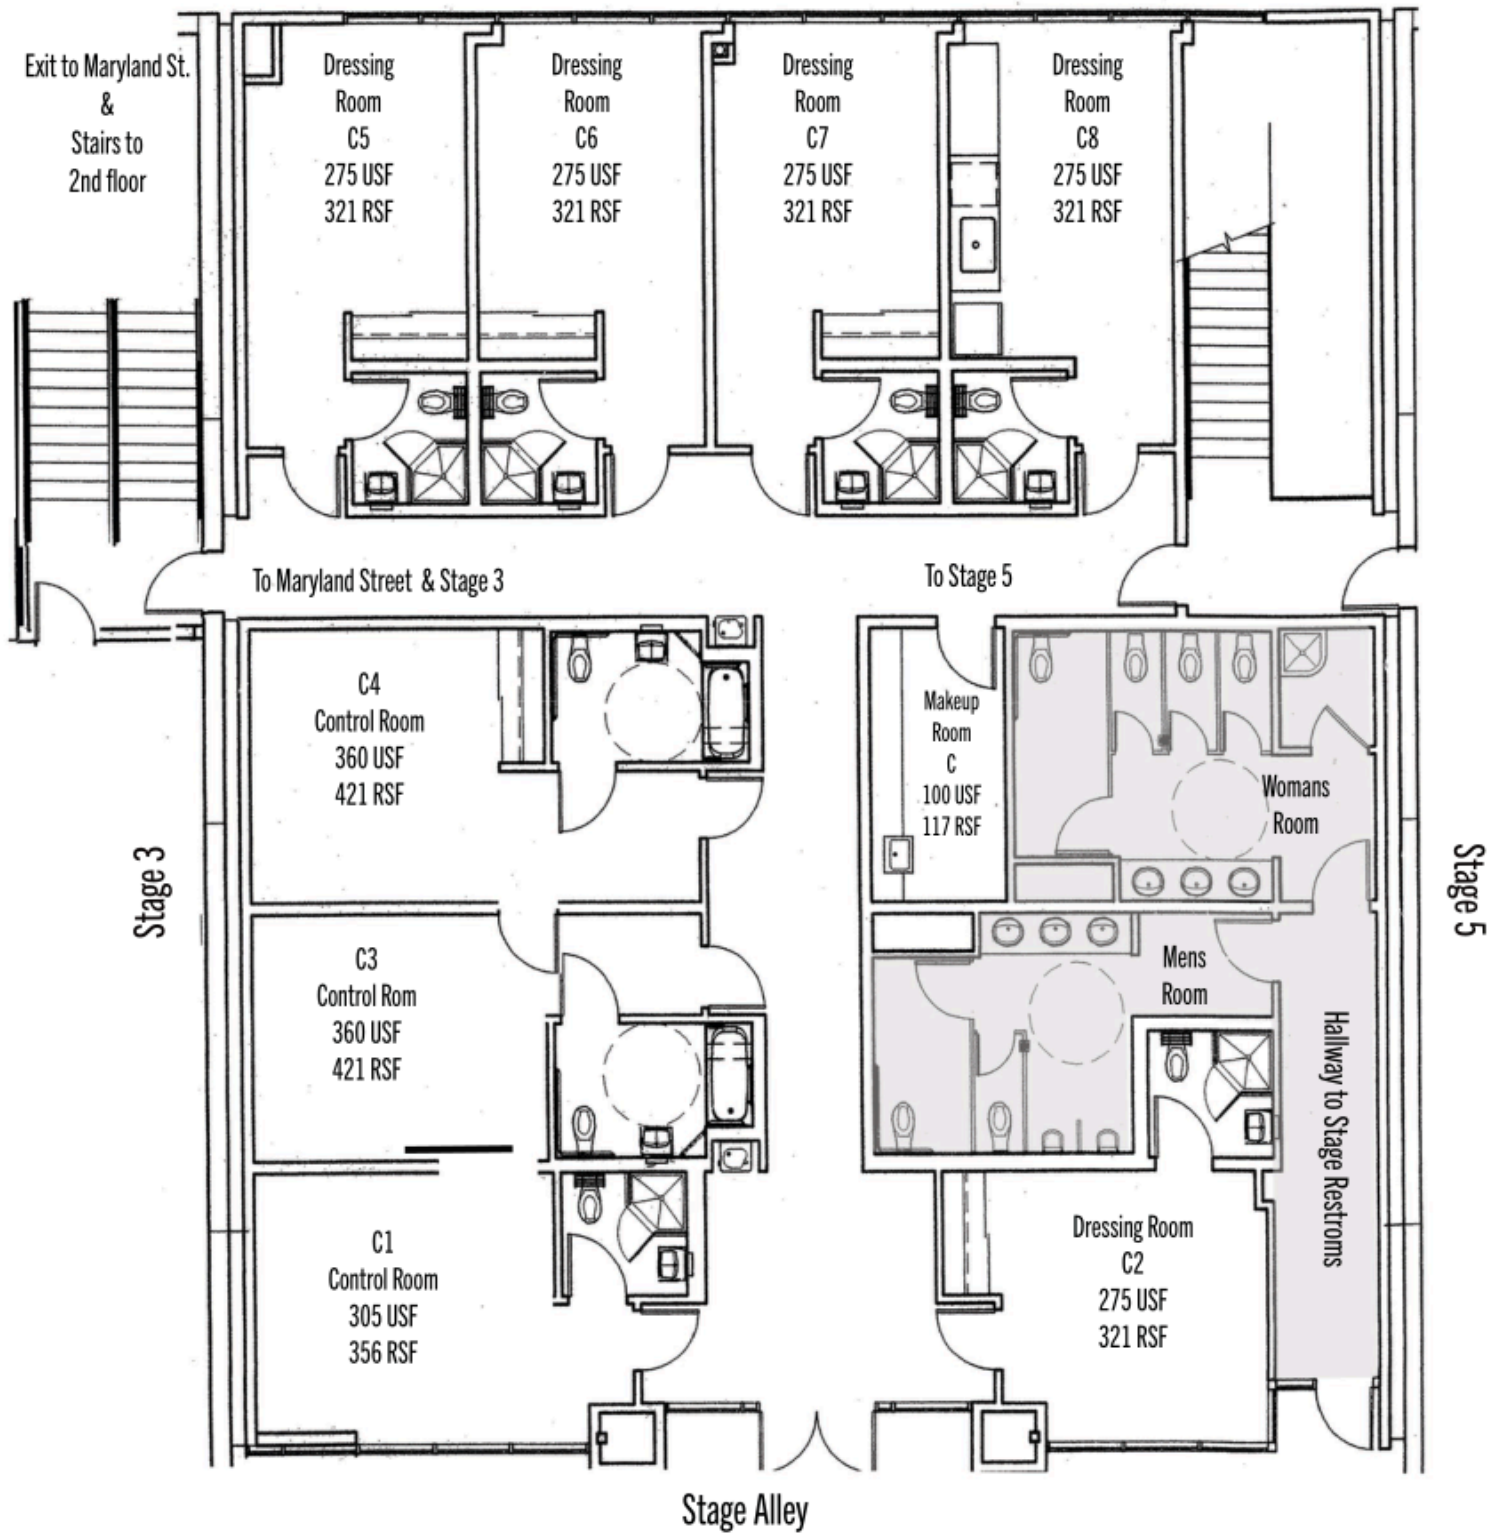 Exit to Maryland St.
&
Stairs to
2nd floor
Dressing
Room
C5
275 USF
321 RSF
Dressing
Room
C6
275 USF
321 RSF
Dressing
Room
C7
275 USF
321 RSF
Dressing
Room
C8
275 USF
321 RSF
To Maryland Street & Stage 3
To Stage 5
C4
Control Room
360 USF
421 RSF
Makeup
Room
C
100 USF
117 RSF
Womans
Room
Stage 3
Stage 5
C3
Control Rom
360 USF
421 RSF
Mens
Room
Hallway to Stage Restroms
C1
Control Room
305 USF
356 RSF
Dressing Room
C2
275 USF
321 RSF
Stage Alley